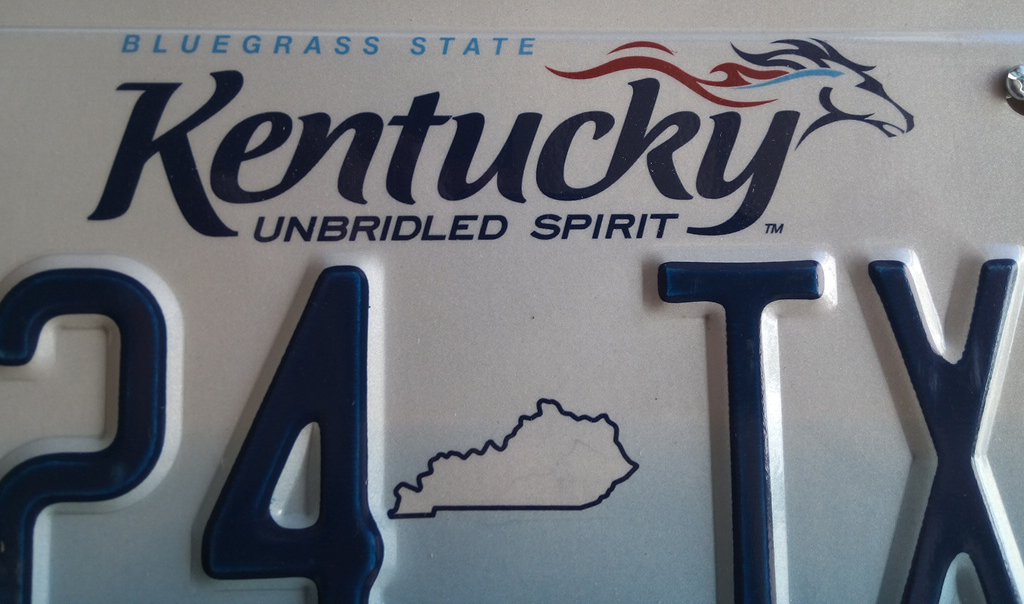 BLUEGRASS STATE
Kentucky
UNBRIDLED SPIRIT ™
24 TX